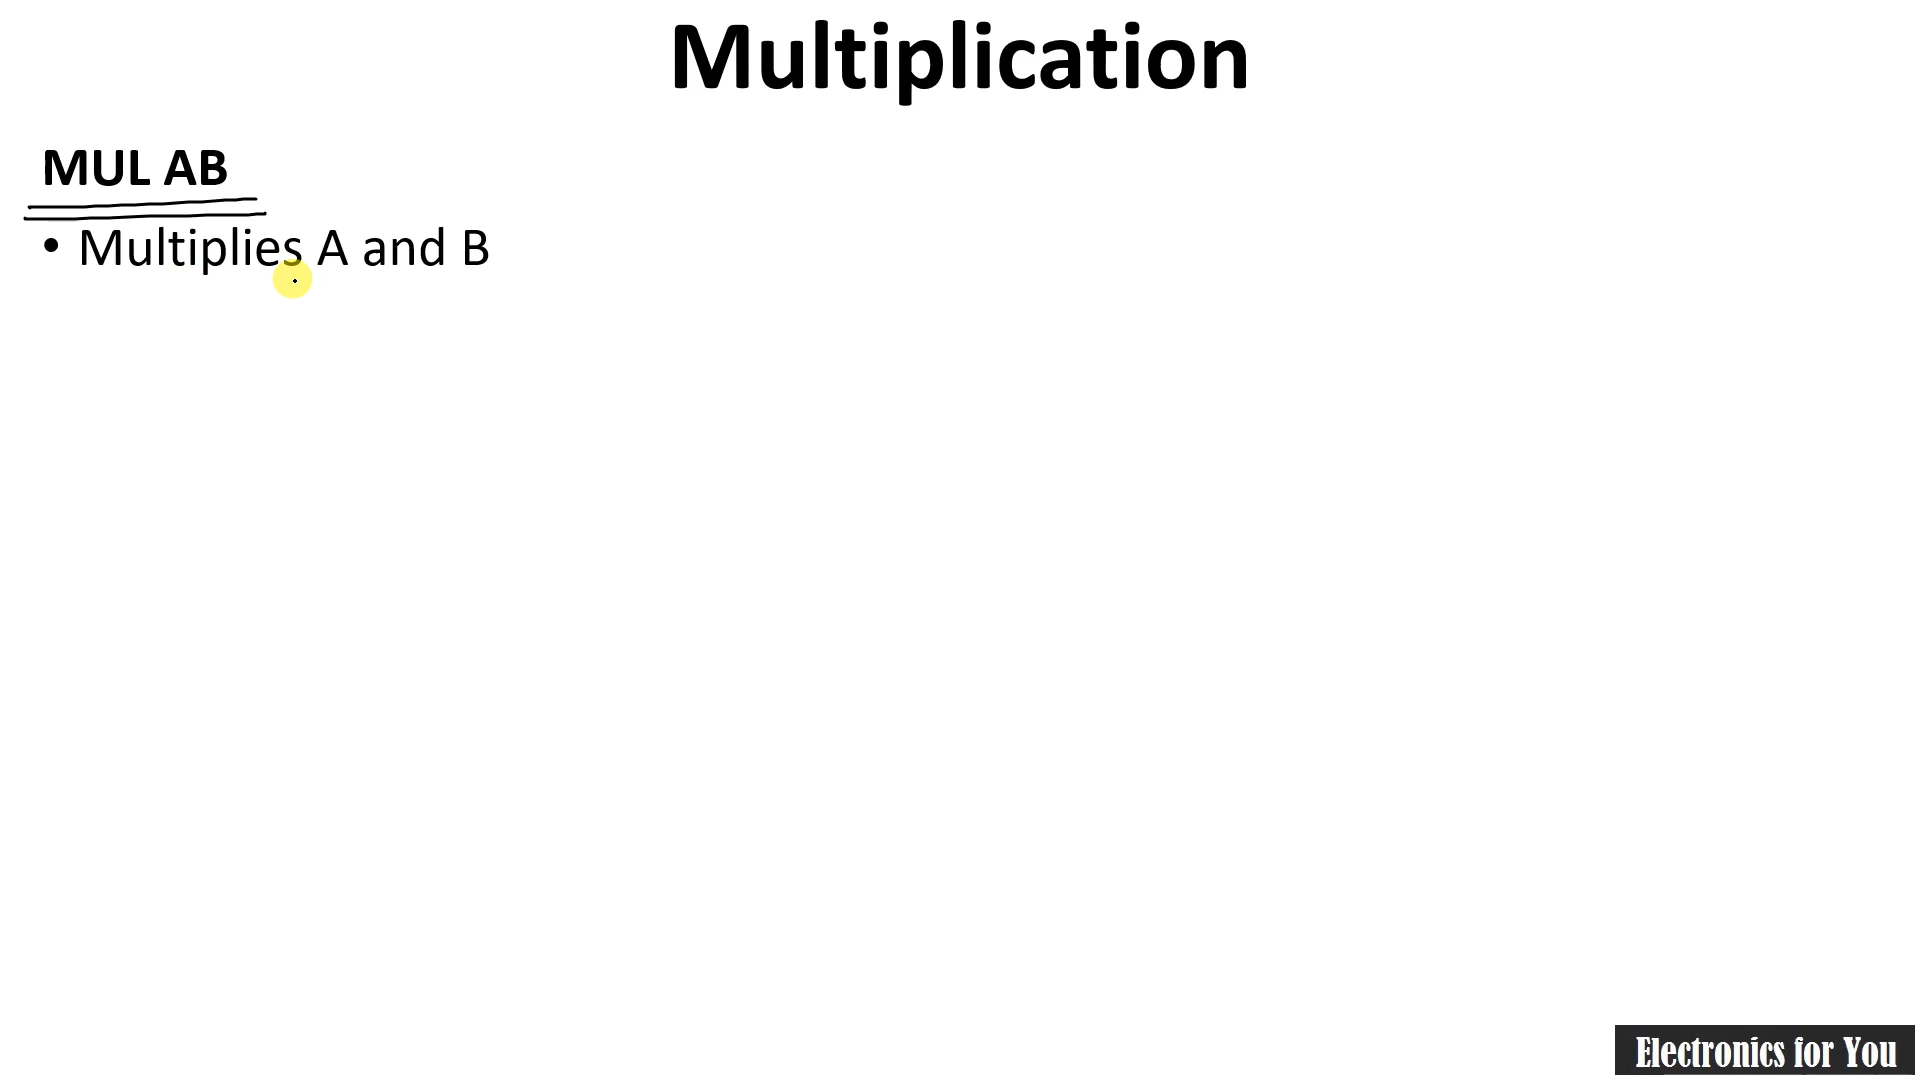 Multiplication
MUL AB
• Multiplies A and B
Electronics for You